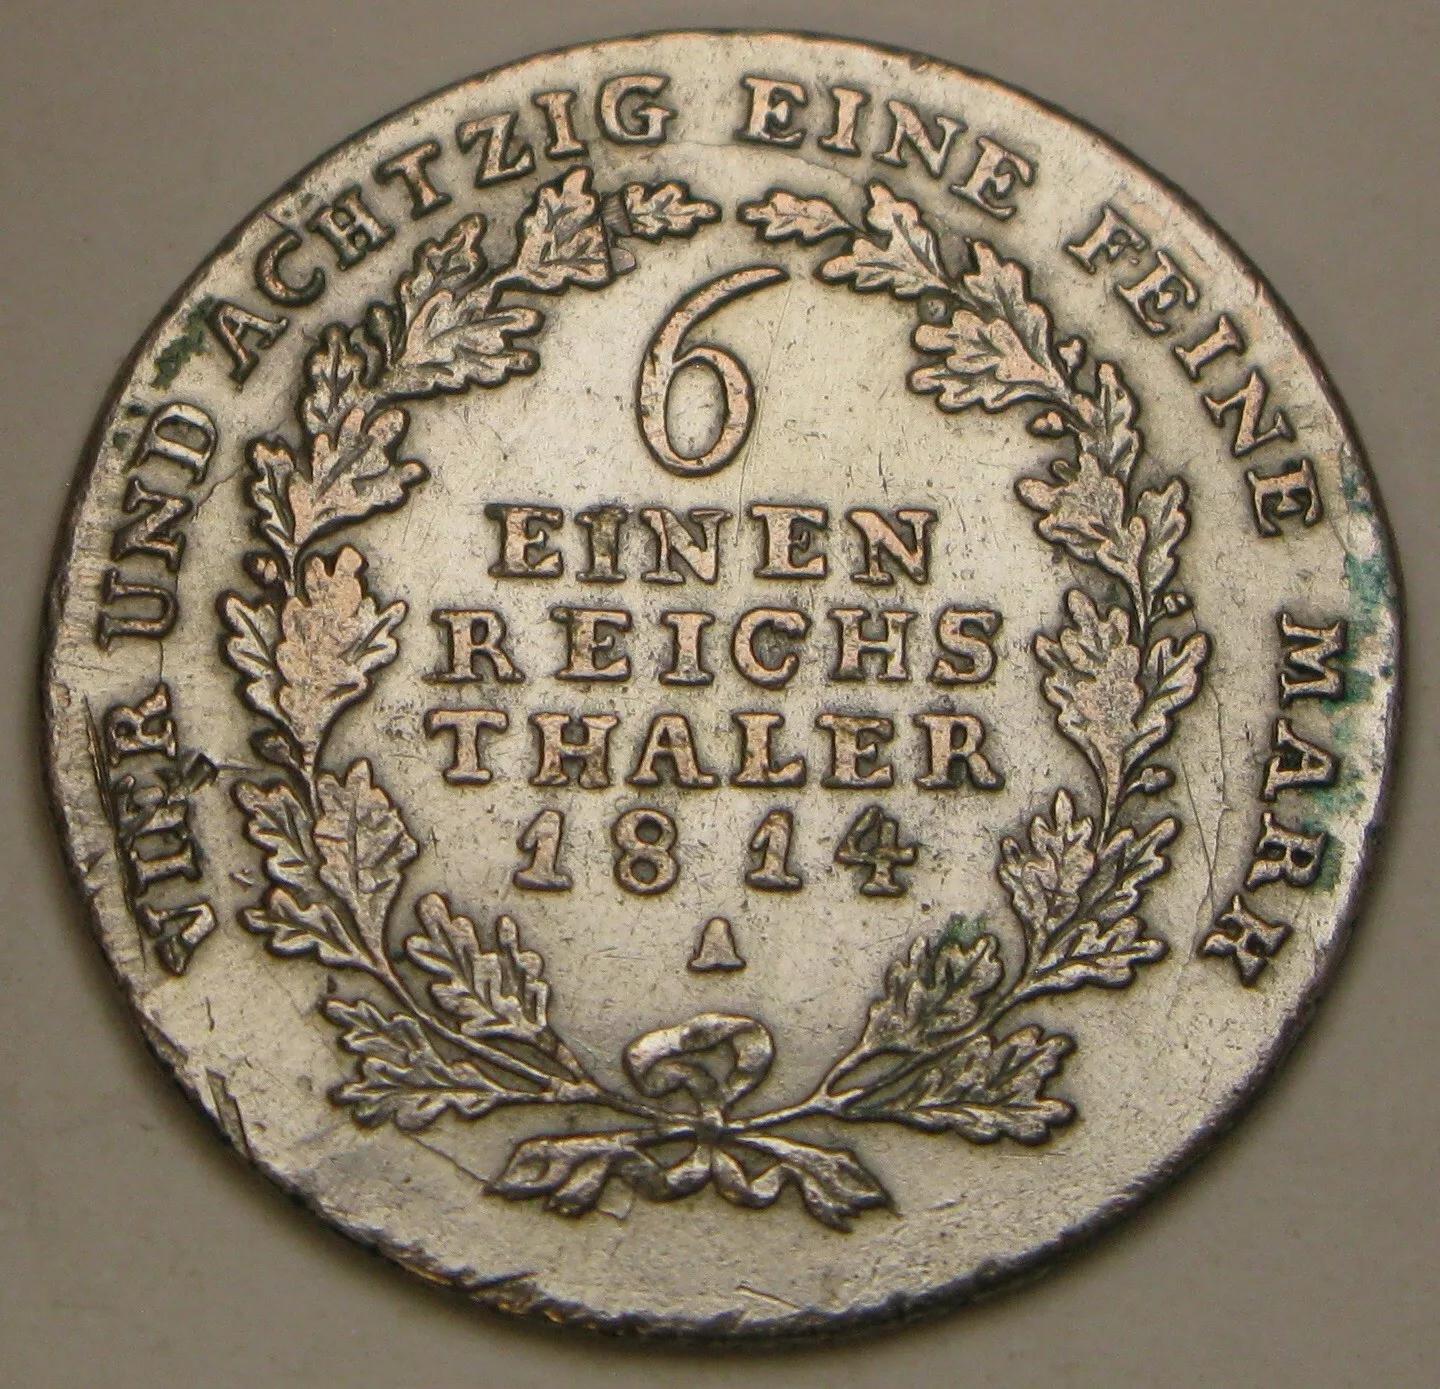 VIER UND ACHTZIG EINE FEINE MARK
6
EINEN
REICHS
THALER
1814
A